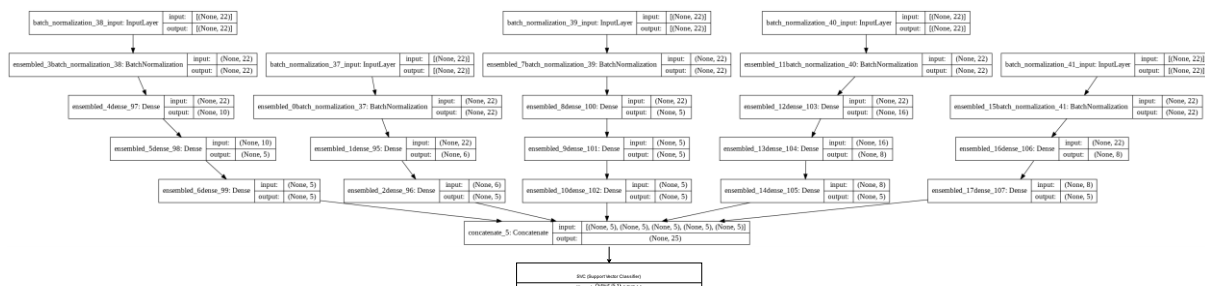 batch_normalization_38_input: InputLayer
input: [(None, 22)]
output: [(None, 22)]
batch_normalization_39_input: InputLayer
input: [(None, 22)]
output: [(None, 22)]
batch_normalization_40_input: InputLayer
input: [(None, 22)]
output: [(None, 22)]
ensembled_3batch_normalization_38: BatchNormalization
input: (None, 22)
output: (None, 22)
batch_normalization_37_input: InputLayer
input: [(None, 22)]
output: [(None, 22)]
ensembled_7batch_normalization_39: BatchNormalization
input: (None, 22)
output: (None, 22)
ensembled_11batch_normalization_40: BatchNormalization
input: (None, 22)
output: (None, 22)
batch_normalization_41_input: InputLayer
input: [(None, 22)]
output: [(None, 22)]
ensembled_4dense_97: Dense
input: (None, 22)
output: (None, 10)
ensembled_0batch_normalization_37: BatchNormalization
input: (None, 22)
output: (None, 22)
ensembled_8dense_100: Dense
input: (None, 22)
output: (None, 5)
ensembled_12dense_103: Dense
input: (None, 22)
output: (None, 16)
ensembled_15batch_normalization_41: BatchNormalization
input: (None, 22)
output: (None, 22)
ensembled_5dense_98: Dense
input: (None, 10)
output: (None, 5)
ensembled_1dense_95: Dense
input: (None, 22)
output: (None, 6)
ensembled_9dense_101: Dense
input: (None, 5)
output: (None, 5)
ensembled_13dense_104: Dense
input: (None, 16)
output: (None, 8)
ensembled_16dense_106: Dense
input: (None, 22)
output: (None, 8)
ensembled_6dense_99: Dense
input: (None, 5)
output: (None, 5)
ensembled_2dense_96: Dense
input: (None, 6)
output: (None, 5)
ensembled_10dense_102: Dense
input: (None, 5)
output: (None, 5)
ensembled_14dense_105: Dense
input: (None, 8)
output: (None, 5)
ensembled_17dense_107: Dense
input: (None, 8)
output: (None, 5)
concatenate_5: Concatenate
input: [(None, 5), (None, 5), (None, 5), (None, 5), (None, 5)]
output: (None, 25)
SVC (Support Vector Classifier)